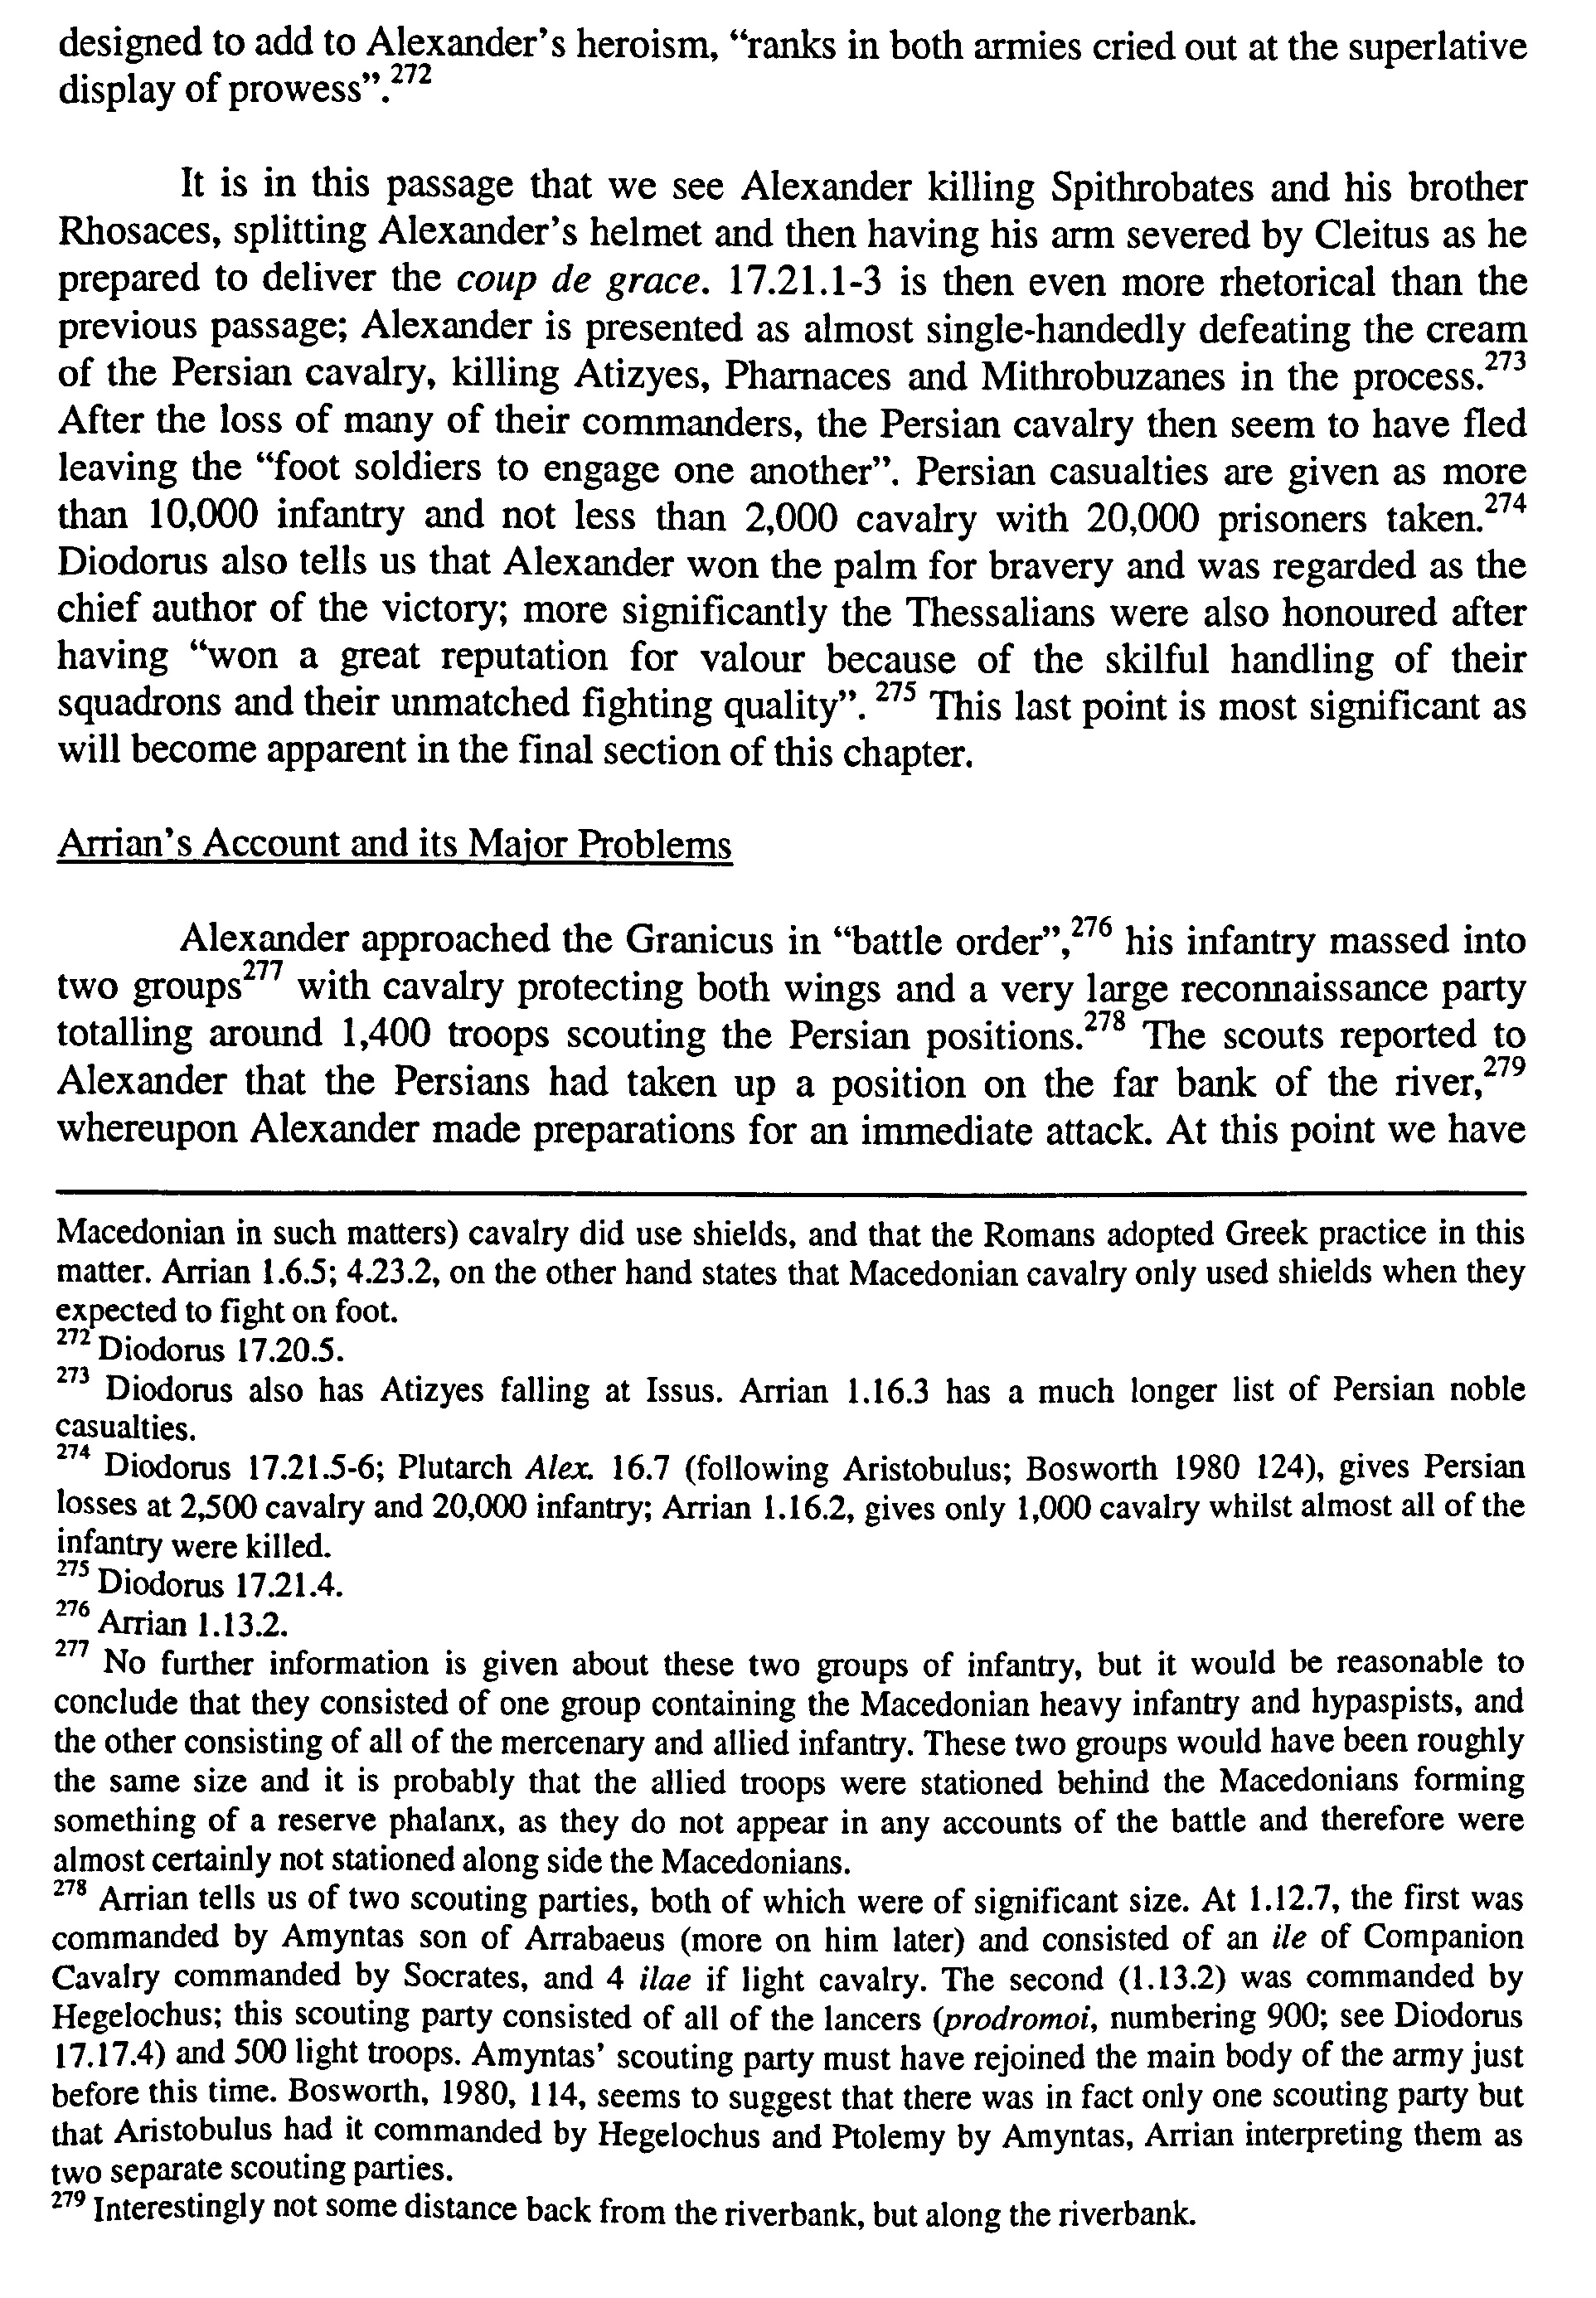 designed to add to Alexander's heroism, “ranks in both armies cried out at the superlative
display of prowess”.272
It is in this passage that we see Alexander killing Spithrobates and his brother
Rhosaces, splitting Alexander's helmet and then having his arm severed by Cleitus as he
prepared to deliver the coup de grace. 17.21.1-3 is then even more rhetorical than the
previous passage; Alexander is presented as almost single-handedly defeating the cream
of the Persian cavalry, killing Atizyes, Pharnaces and Mithrobuzanes in the process.273
After the loss of many of their commanders, the Persian cavalry then seem to have fled
leaving the “foot soldiers to engage one another”. Persian casualties are given as more
than 10,000 infantry and not less than 2,000 cavalry with 20,000 prisoners taken.274
Diodorus also tells us that Alexander won the palm for bravery and was regarded as the
chief author of the victory; more significantly the Thessalians were also honoured after
having “won a great reputation for valour because of the skilful handling of their
squadrons and their unmatched fighting quality”. 275 This last point is most significant as
will become apparent in the final section of this chapter.
Arrian's Account and its Major Problems
Alexander approached the Granicus in “battle order”,276 his infantry massed into
two groups277 with cavalry protecting both wings and a very large reconnaissance party
totalling around 1,400 troops scouting the Persian positions.278 The scouts reported to
Alexander that the Persians had taken up a position on the far bank of the river,279
whereupon Alexander made preparations for an immediate attack. At this point we have
Macedonian in such matters) cavalry did use shields, and that the Romans adopted Greek practice in this
matter. Arrian 1.6.5; 4.23.2, on the other hand states that Macedonian cavalry only used shields when they
expected to fight on foot.
272 Diodorus 17.20.5.
273 Diodorus also has Atizyes falling at Issus. Arrian 1.16.3 has a much longer list of Persian noble
casualties.
274 Diodorus 17.21.5-6; Plutarch Alex. 16.7 (following Aristobulus; Bosworth 1980 124), gives Persian
losses at 2,500 cavalry and 20,000 infantry; Arrian 1.16.2, gives only 1,000 cavalry whilst almost all of the
infantry were killed.
275 Diodorus 17.21.4.
276 Arrian 1.13.2.
277 No further information is given about these two groups of infantry, but it would be reasonable to
conclude that they consisted of one group containing the Macedonian heavy infantry and hypaspists, and
the other consisting of all of the mercenary and allied infantry. These two groups would have been roughly
the same size and it is probably that the allied troops were stationed behind the Macedonians forming
something of a reserve phalanx, as they do not appear in any accounts of the battle and therefore were
almost certainly not stationed along side the Macedonians.
278 Arrian tells us of two scouting parties, both of which were of significant size. At 1.12.7, the first was
commanded by Amyntas son of Arrabaeus (more on him later) and consisted of an ile of Companion
Cavalry commanded by Socrates, and 4 ilae if light cavalry. The second (1.13.2) was commanded by
Hegelochus; this scouting party consisted of all of the lancers (prodromoi, numbering 900; see Diodorus
17.17.4) and 500 light troops. Amyntas' scouting party must have rejoined the main body of the army just
before this time. Bosworth, 1980, 114, seems to suggest that there was in fact only one scouting party but
that Aristobulus had it commanded by Hegelochus and Ptolemy by Amyntas, Arrian interpreting them as
two separate scouting parties.
279 Interestingly not some distance back from the riverbank, but along the riverbank.